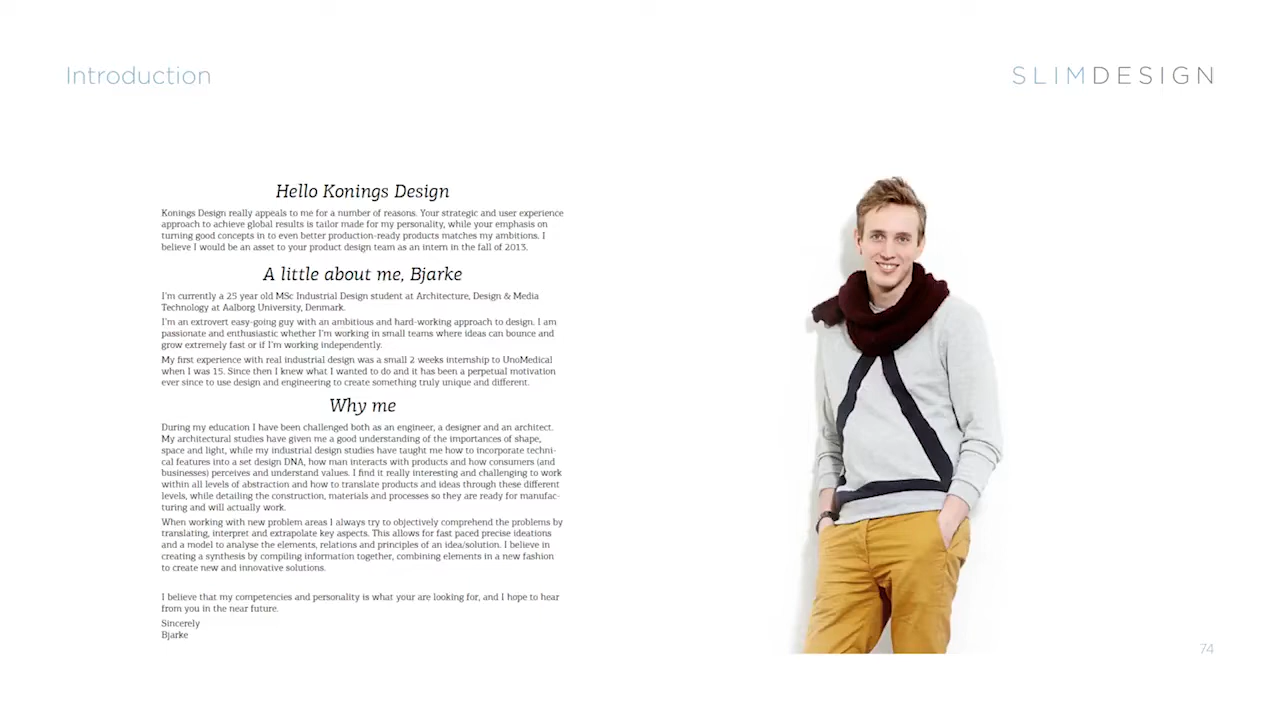 Introduction
SLIMDESIGN
Hello Konings Design
Konings Design really appeals to me for a number of reasons. Your strategic and user experience
approach to achieve global results is tailor made for my personality, while your emphasis on
turning good concepts in to even better production-ready products matches my ambitions. I
believe I would be an asset to your product design team as an intern in the fall of 2013.
A little about me, Bjarke
I'm currently a 25 year old MSc Industrial Design student at Architecture, Design & Media
Technology at Aalborg University, Denmark.
I'm an extrovert easy-going guy with an ambitious and hard-working approach to design. I am
passionate and enthusiastic whether I'm working in small teams where ideas can bounce and
grow extremely fast or if I'm working independently.
My first experience with real industrial design was a small 2 weeks internship to UnoMedical
when I was 15. Since then I knew what I wanted to do and it has been a perpetual motivation
ever since to use design and engineering to create something truly unique and different.
Why me
During my education I have been challenged both as an engineer, a designer and an architect.
My architectural studies have given me a good understanding of the importances of shape,
space and light, while my industrial design studies have taught me how to incorporate techni-
cal features into a set design DNA, how man interacts with products and how consumers (and
businesses) perceives and understand values. I find it really interesting and challenging to work
within all levels of abstraction and how to translate products and ideas through these different
levels, while detailing the construction, materials and processes so they are ready for manufac-
turing and will actually work.
When working with new problem areas I always try to objectively comprehend the problems by
translating, interpret and extrapolate key aspects. This allows for fast paced precise ideations
and a model to analyse the elements, relations and principles of an idea/solution. I believe in
creating a synthesis by compiling information together, combining elements in a new fashion
to create new and innovative solutions.
I believe that my competencies and personality is what your are looking for, and I hope to hear
from you in the near future.
Sincerely
Bjarke
74